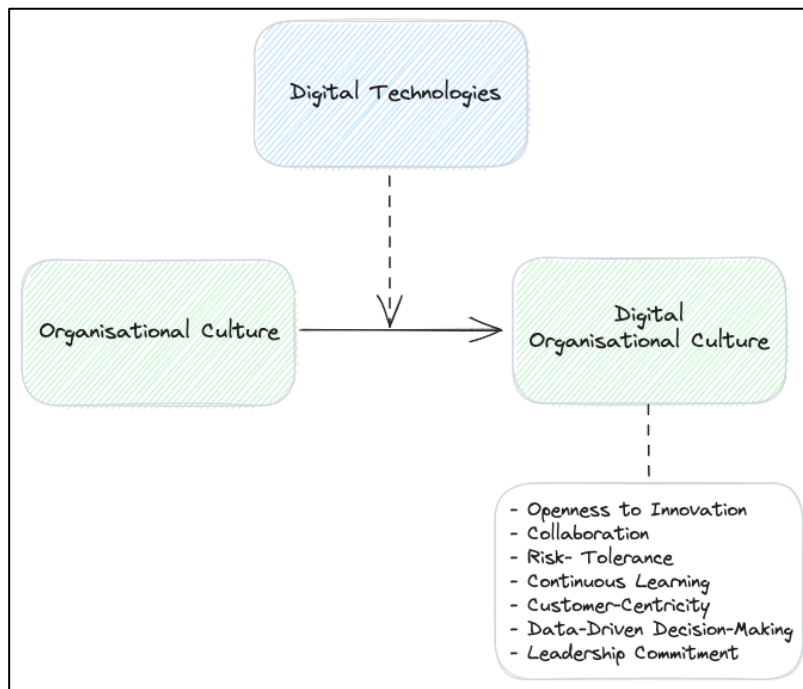 Digital Technologies
Organisational Culture
Digital
Organisational Culture
- Openness to Innovation
- Collaboration
- Risk- Tolerance
- Continuous Learning
- Customer-Centricity
- Data-Driven Decision-Making
- Leadership Commitment